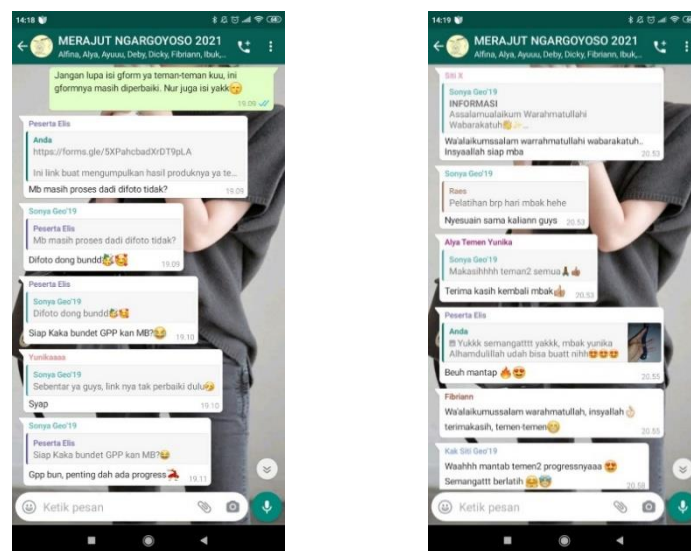 14:18
MERAJUT NGARGOYOSO 2021
Alfina, Alya, Ayuuu, Deby, Dicky, Fibriann, Ibuk,...
Jangan lupa isi gform ya teman-teman kuu, ini
gformnya masih diperbaiki. Nur juga isi yakk
19.09
Peserta Elis
Anda
https://forms.gle/5XPahcbadXrDT9pLA
Ini link buat mengumpulkan hasil produknya ya te...
Mb masih proses dadi difoto tidak?
19.09
Sonya Geo'19
Peserta Elis
Mb masih proses dadi difoto tidak?
Difoto dong bundd
19.09
Peserta Elis
Sonya Geo'19
Difoto dong bundd
Siap Kaka bundet GPP kan MB?
19.10
Yunikaaaa
Sonya Geo'19
Sebentar ya guys, link nya tak perbaiki dulu
Syap
19.10
Sonya Geo'19
Peserta Elis
Siap Kaka bundet GPP kan MB?
Gpp bun, penting dah ada progress
19.11
Ketik pesan
14:19
MERAJUT NGARGOYOSO 2021
Alfina, Alya, Ayuuu, Deby, Dicky, Fibriann, Ibuk,...
Siti X
Sonya Geo'19
INFORMASI
Assalamualaikum Warahmatullahi
Wabarakatuh
...
Wa'alaikumssalam warrahmatullahi wabarakatuh..
Insyaallah siap mba
20.53
Sonya Geo'19
Raes
Pelatihan brp hari mbak hehe
Nyesuain sama kaliann guys
20.53
Alya Temen Yunika
Sonya Geo'19
Makasihhhh teman2 semua
Terima kasih kembali mbak
20.53
Peserta Elis
Anda
Yukkk semangatttt yakkk, mbak yunika
Alhamdulillah udah bisa buatt nihh
Beuh mantap
20.55
Fibriann
Wa'alaikumussalam warahmatullah, insyallah
terimakasih, temen-temen
20.55
Kak Siti Geo'19
Waahhh mantab temen2 progressnyaaa
Semangattt berlatih
20.58
Ketik pesan